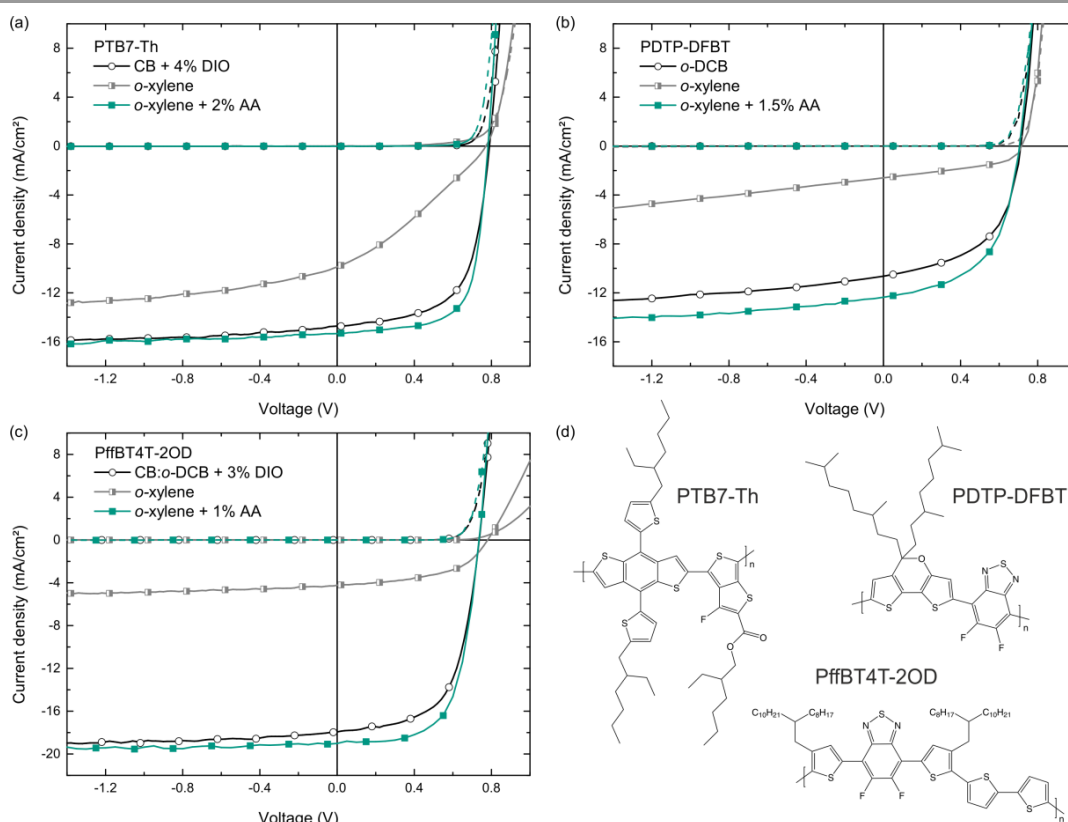 (a)
PTB7-Th
CB + 4% DIO
o-xylene
o-xylene + 2% AA
8
4
0
-4
-8
-12
-16
Current density (mA/cm²)
-1.2 -0.8 -0.4 0.0 0.4 0.8
Voltage (V)
(b)
PDTP-DFBT
o-DCB
o-xylene
o-xylene + 1.5% AA
8
4
0
-4
-8
-12
-16
Current density (mA/cm²)
-1.2 -0.8 -0.4 0.0 0.4 0.8
Voltage (V)
(c)
PffBT4T-2OD
CB:o-DCB + 3% DIO
o-xylene
o-xylene + 1% AA
8
4
0
-4
-8
-12
-16
-20
Current density (mA/cm²)
-1.2 -0.8 -0.4 0.0 0.4 0.8
Voltage (V)
(d)
PTB7-Th
S
S
S
S
S
S
F
O
O
n
PDTP-DFBT
O
S
S
N
S
N
F
F
n
PffBT4T-2OD
C10H21 C8H17 C8H17 C10H21
N S N
S
F F
S
S
S
n